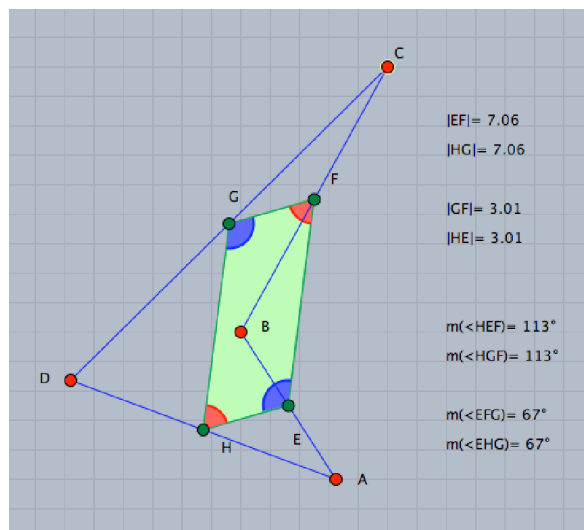 C
|EF|= 7.06
|HG|= 7.06
F
G
|GF|= 3.01
|HE|= 3.01
B
m(<HEF)= 113°
m(<HGF)= 113°
D
m(<EFG)= 67°
E
m(<EHG)= 67°
H
A